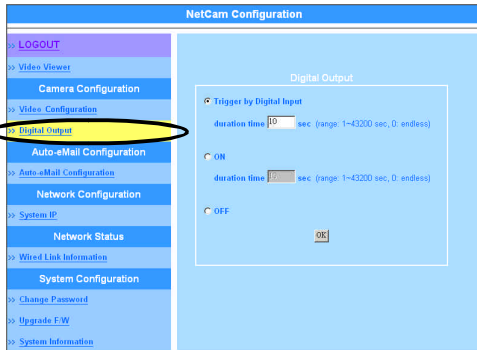 NetCam Configuration
>> LOGOUT
>> Video Viewer
Camera Configuration
>> Video Configuration
>> Digital Output
Auto-eMail Configuration
>> Auto-eMail Configuration
Network Configuration
>> System IP
Network Status
>> Wired Link Information
System Configuration
>> Change Password
>> Upgrade F/W
>> System Information
Digital Output
Trigger by Digital Input
duration time 10 sec (range: 1~43200 sec, 0: endless)
ON
duration time sec (range: 1~43200 sec, 0: endless)
OFF
OK